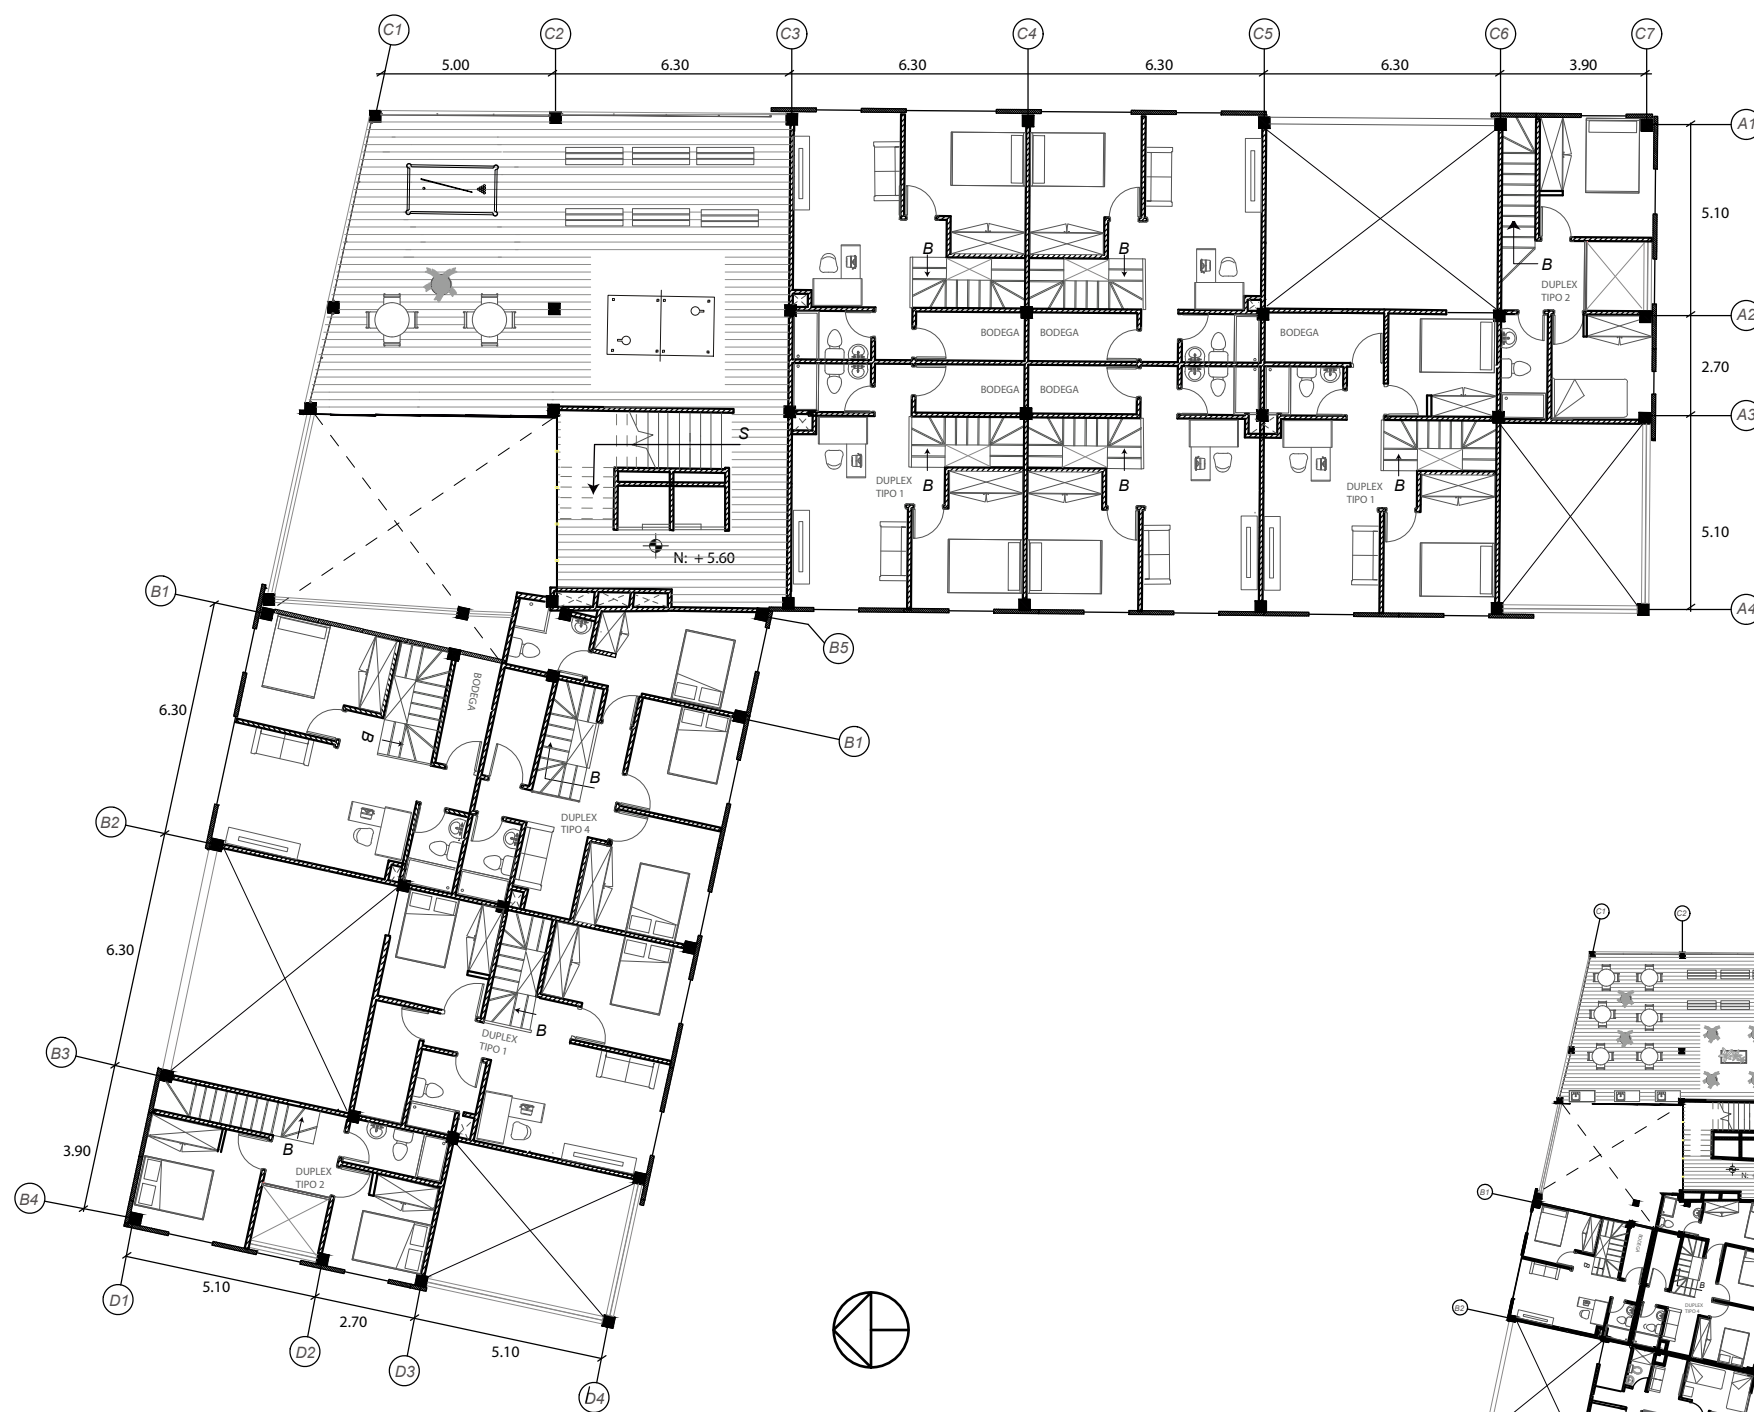 C1
C2
C3
C4
C5
C6
C7
5.00
6.30
6.30
6.30
6.30
3.90
A1
5.10
A2
2.70
A3
5.10
A4
B
B
B
DUPLEX
TIPO 2
BODEGA
BODEGA
BODEGA
BODEGA
BODEGA
S
DUPLEX
TIPO 1
B
B
DUPLEX
TIPO 1
B
N: + 5.60
B1
B5
BODEGA
6.30
B
B1
B
B2
DUPLEX
TIPO 4
6.30
B
DUPLEX
TIPO 1
B3
3.90
B
DUPLEX
TIPO 2
B4
5.10
D1
2.70
D2
5.10
D3
D4
C1
C2
N:
B1
BODEGA
B
B
B2
DUPLEX
TIPO 4